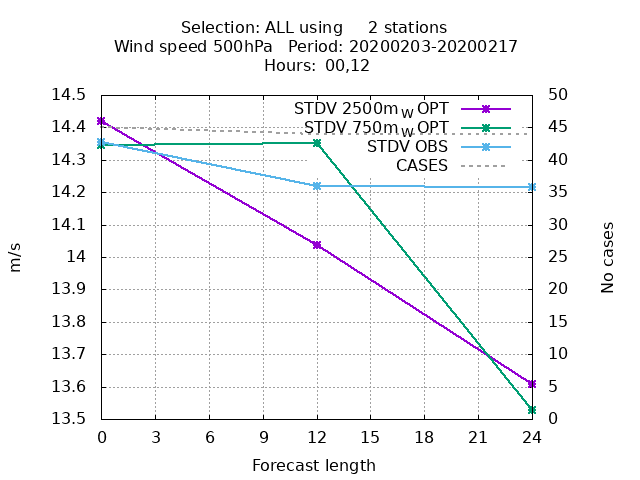 Selection: ALL using     2 stations
Wind speed 500hPa   Period: 20200203-20200217
Hours: 00,12
STDV 2500m_W OPT
STDV 750m_W OPT
STDV OBS
CASES
14.5
14.4
14.3
14.2
14.1
14
13.9
13.8
13.7
13.6
13.5
m/s
50
45
40
35
30
25
20
15
10
5
0
No cases
0 3 6 9 12 15 18 21 24
Forecast length